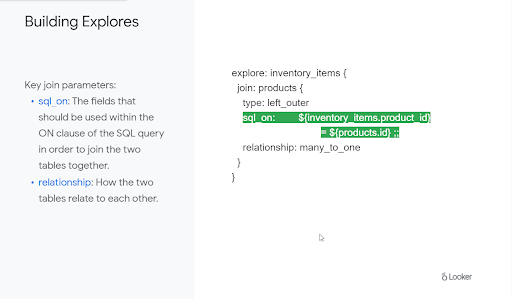 Building Explores
Key join parameters:
• sql_on: The fields that
should be used within the
ON clause of the SQL query
in order to join the two
tables together.
• relationship: How the two
tables relate to each other.
explore: inventory_items {
join: products {
type: left_outer
sql_on: ${inventory_items.product_id}
= ${products.id} ;;
relationship: many_to_one
}
}
Looker